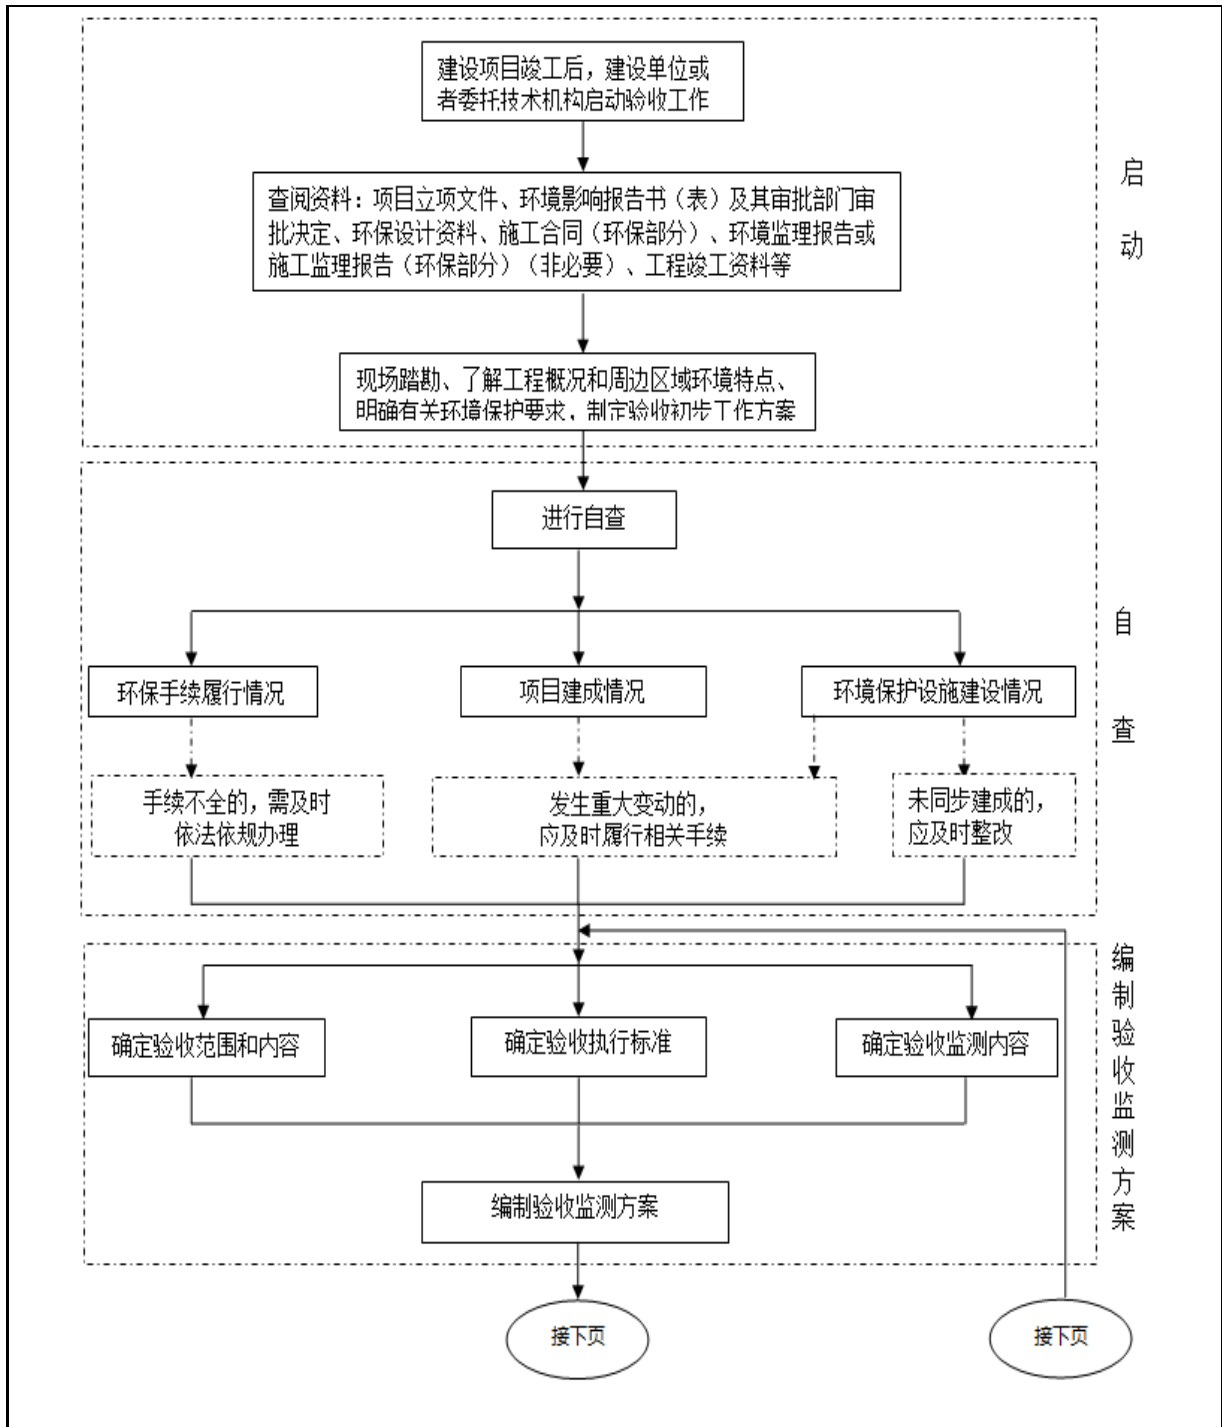 建设项目竣工后，建设单位或
者委托技术机构启动验收工作
查阅资料：项目立项文件、环境影响报告书（表）及其审批部门审
批决定、环保设计资料、施工合同（环保部分）、环境监理报告或
施工监理报告（环保部分）（非必要）、工程竣工资料等
现场踏勘、了解工程概况和周边区域环境特点、
明确有关环境保护要求，制定验收初步工作方案
启
动
进行自查
环保手续履行情况
项目建成情况
环境保护设施建设情况
手续不全的，需及时
依法依规办理
发生重大变动的，
应及时履行相关手续
未同步建成的，
应及时整改
自
查
确定验收范围和内容
确定验收执行标准
确定验收监测内容
编制验收监测方案
编
制
验
收
监
测
方
案
接下页
接下页